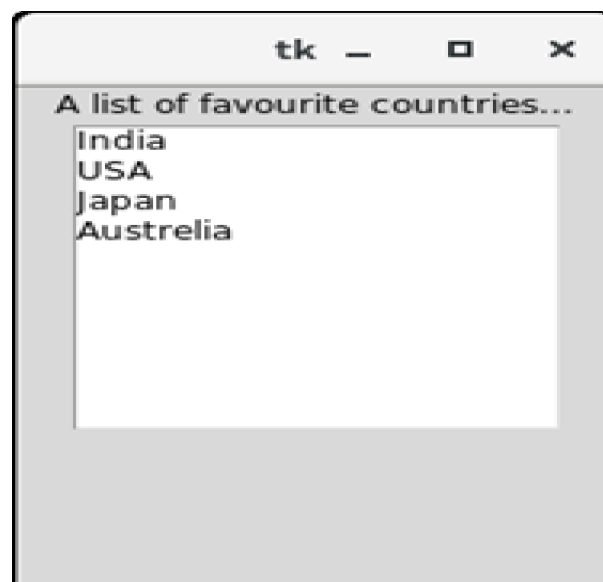 tk
A list of favourite countries...
India
USA
Japan
Austrelia